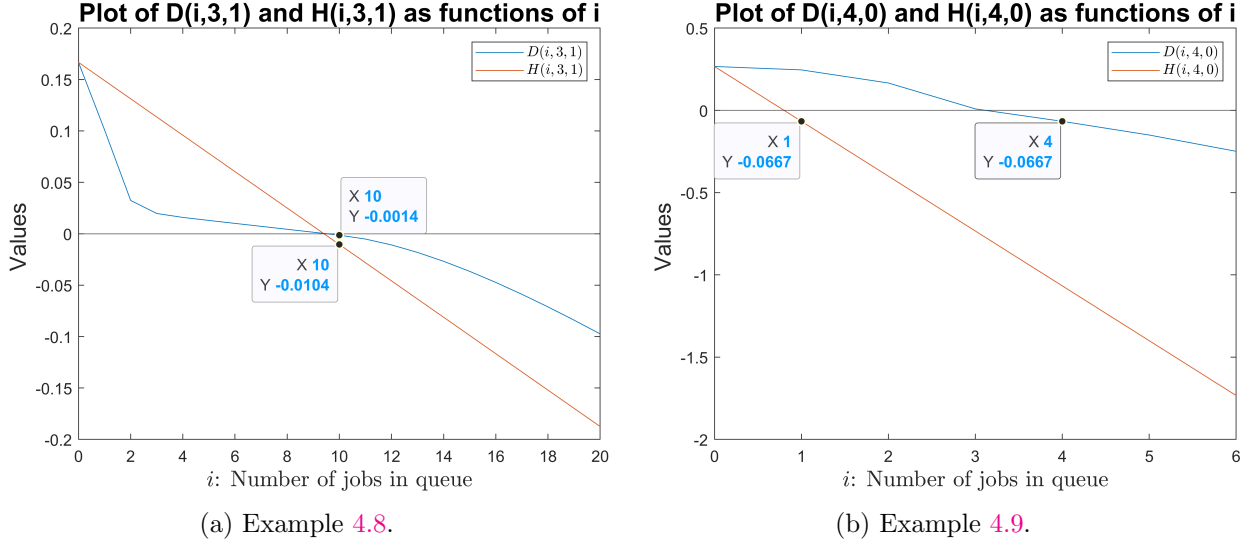 Plot of D(i,3,1) and H(i,3,1) as functions of i
0.2
0.15
0.1
0.05
0
-0.05
-0.1
-0.15
-0.2
Values
D(i,3,1)
H(i,3,1)
X 10
Y -0.0014
X 10
Y -0.0104
0 2 4 6 8 10 12 14 16 18 20
i: Number of jobs in queue
(a) Example 4.8.
Plot of D(i,4,0) and H(i,4,0) as functions of i
0.5
0
-0.5
-1
-1.5
-2
Values
D(i,4,0)
H(i,4,0)
X 1
Y -0.0667
X 4
Y -0.0667
0 1 2 3 4 5 6
i: Number of jobs in queue
(b) Example 4.9.